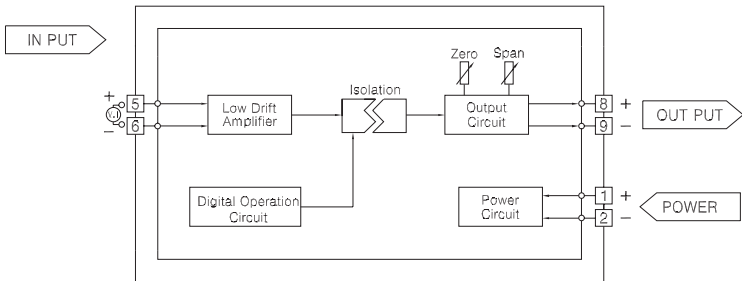 IN PUT
Zero Span
Isolation
+
5
Low Drift
Amplifier
Output
Circuit
8 +
OUT PUT
6
−
9 −
Digital Operation
Circuit
Power
Circuit
1 +
POWER
2 −